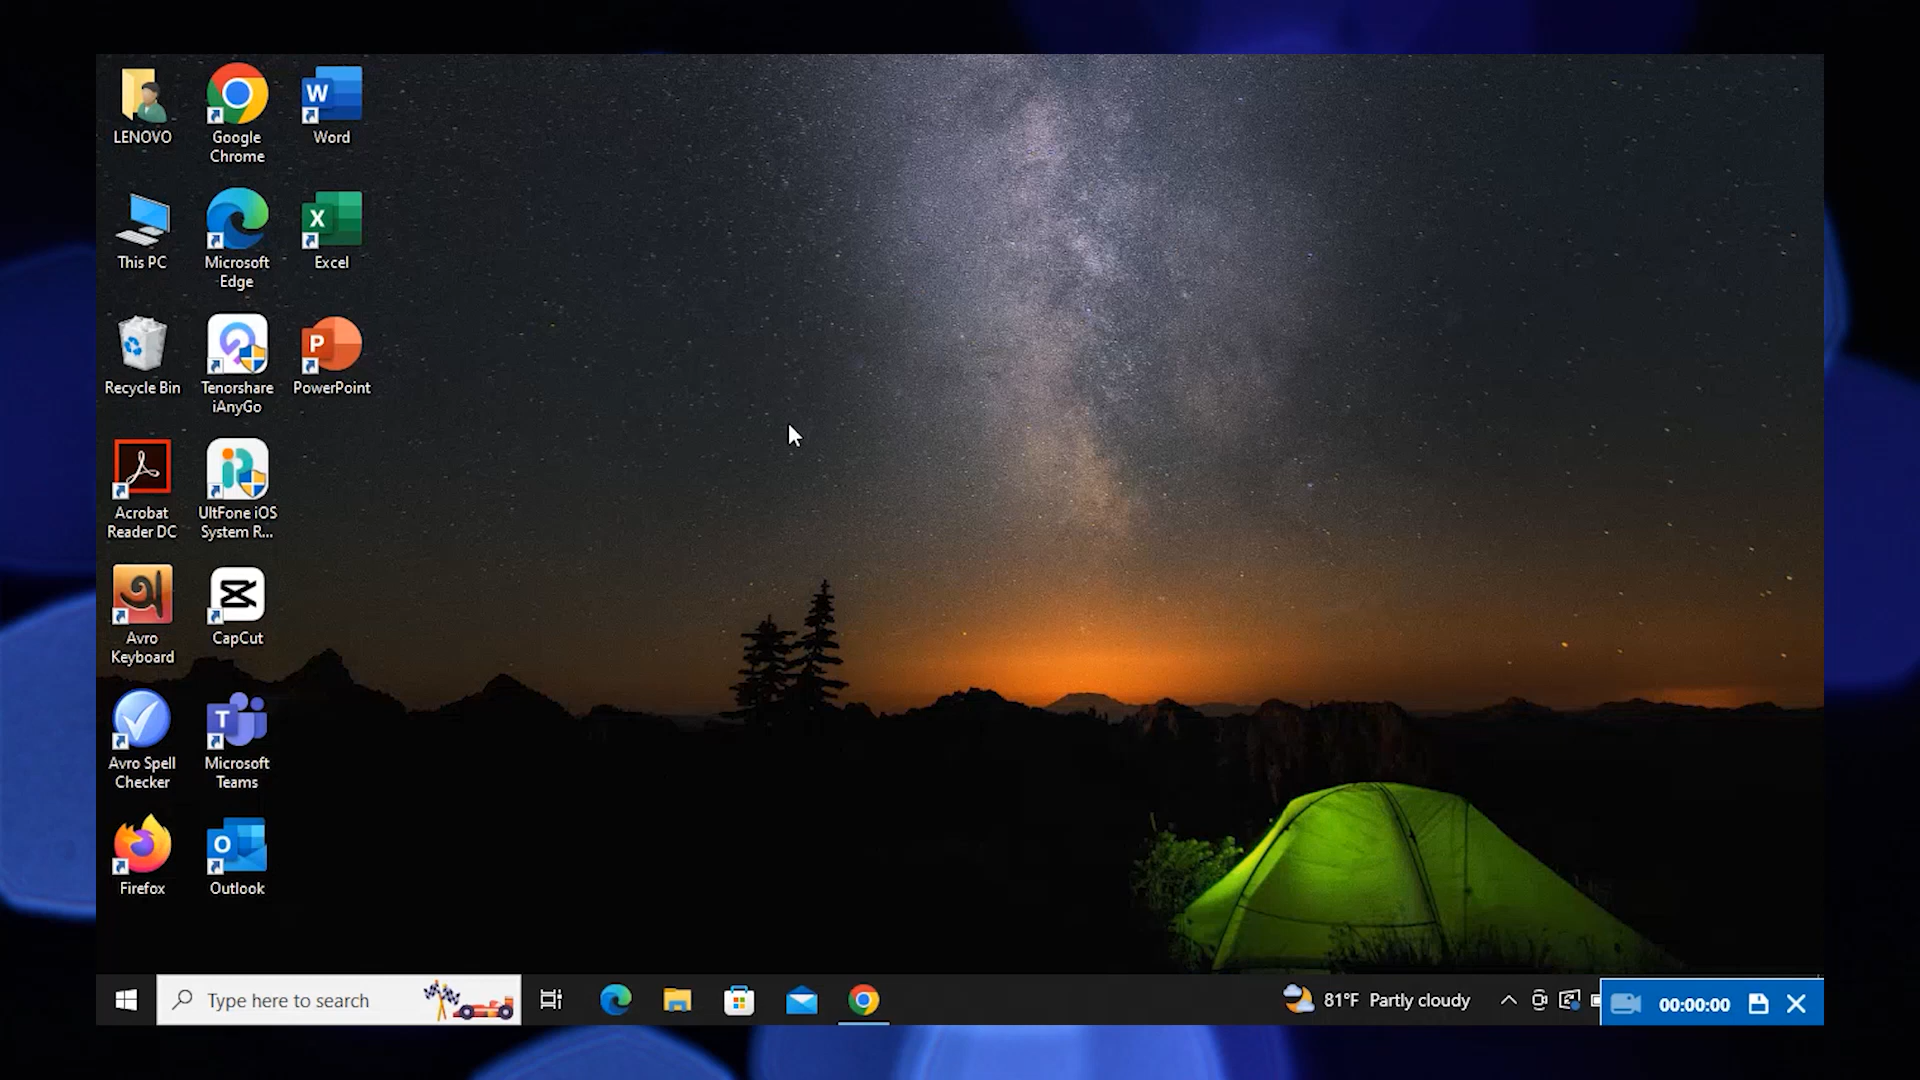 LENOVO
Google
Chrome
Word
This PC
Microsoft
Edge
Excel
Recycle Bin
Tenorshare
iAnyGo
PowerPoint
Acrobat
Reader DC
UltFone iOS
System R...
Avro
Keyboard
CapCut
Avro Spell
Checker
Microsoft
Teams
Firefox
Outlook
Type here to search
81°F Partly cloudy
00:00:00